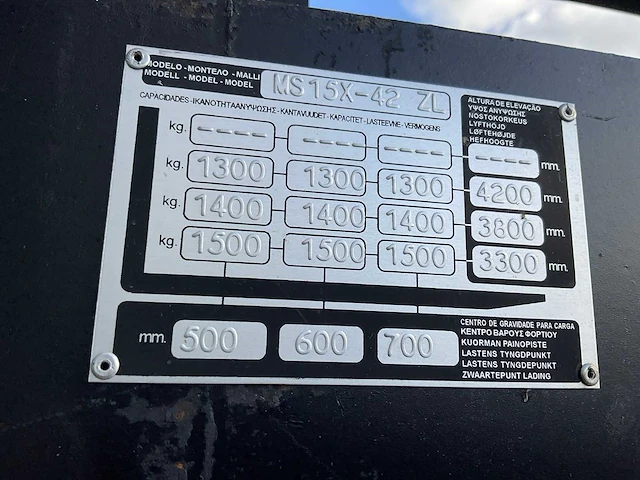 MODELO - ΜΟΝΤΕΛΟ - MALLI
MODELL - MODEL - MODEL
MS15X-42 ZL
CAPACIDADES - ΙΚΑΝΟΤΗΤΑΑΝΥΨΩΣΗΣ - KANTAVUUDET - KAPACITET - LASTEEVNE - VERMOGENS
ALTURA DE ELEVAÇÃO
ΥΨΟΣ ΑΝΥΨΩΣΗΣ
NOSTOKORKEUS
LYFTHÖJD
LØFTEHØJDE
HEFHOOGTE
kg. ---- ---- ---- ---- mm.
kg. 1300 1300 1300 4200 mm.
kg. 1400 1400 1400 3800 mm.
kg. 1500 1500 1500 3300 mm.
mm. 500 600 700
CENTRO DE GRAVIDADE PARA CARGA
ΚΕΝΤΡΟ ΒΑΡΟΥΣ ΦΟΡΤΙΟΥ
KUORMAN PAINOPISTE
LASTENS TYNGDPUNKT
LASTENS TYNGDEPUNKT
ZWAARTEPUNT LADING